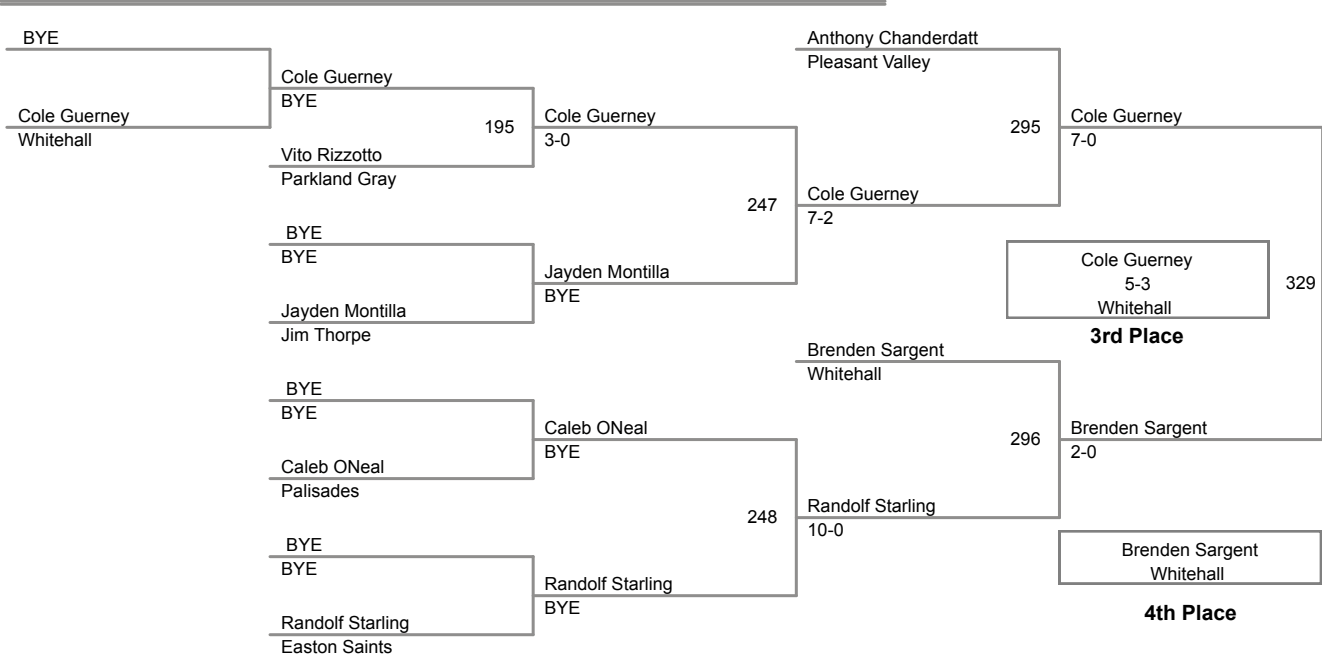 BYE
Cole Guerney
Whitehall
Cole Guerney
BYE
195
Vito Rizzotto
Parkland Gray
BYE
BYE
Jayden Montilla
Jim Thorpe
BYE
BYE
Caleb ONeal
Palisades
BYE
BYE
Randolf Starling
Easton Saints
Cole Guerney
3-0
247
Jayden Montilla
BYE
Caleb ONeal
BYE
248
Randolf Starling
BYE
Anthony Chanderdatt
Pleasant Valley
295
Cole Guerney
7-2
Brenden Sargent
Whitehall
296
Randolf Starling
10-0
Cole Guerney
7-0
Cole Guerney
5-3
Whitehall
329
3rd Place
Brenden Sargent
2-0
Brenden Sargent
Whitehall
4th Place